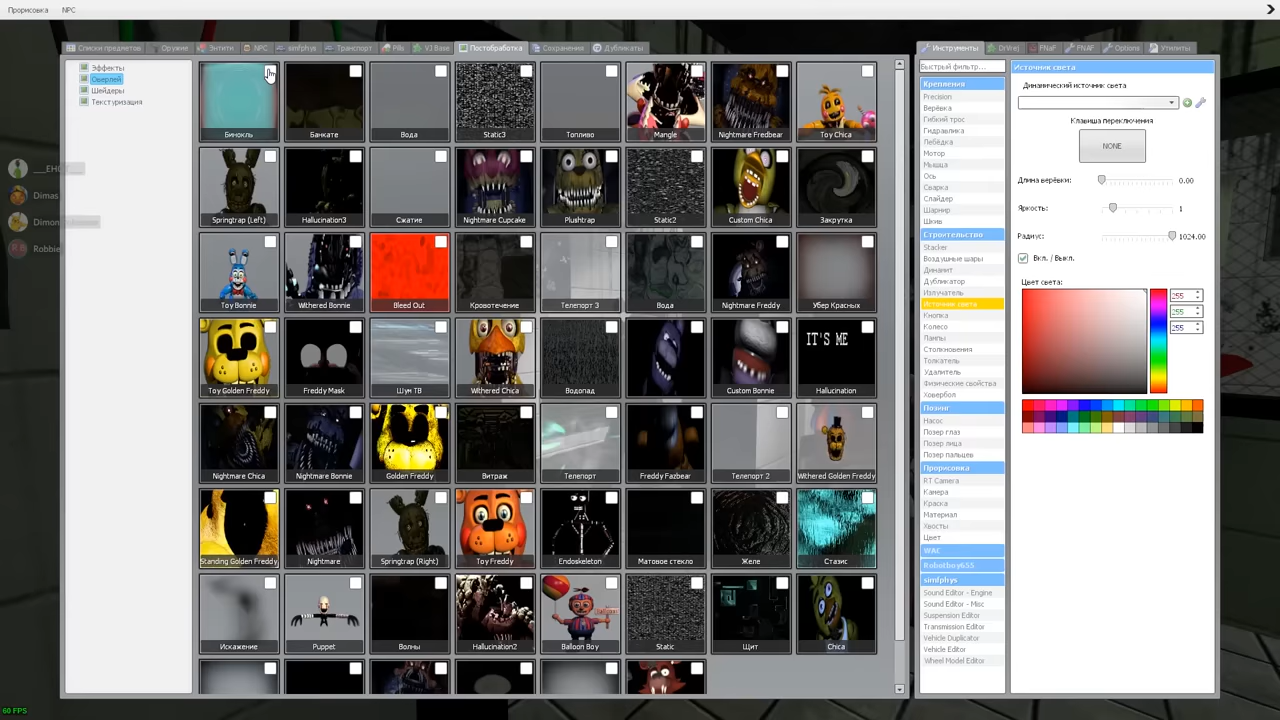 Прорисовка NPC
Списки предметов Оружие Энтити NPC simfphys Транспорт Pills VJ Base Постобработка Сохранения Дубликаты
Инструменты DrVrej FNaF FNAF Options Утилиты
Эффекты
Оверлей
Шейдеры
Текстуризация
___EH
Dimas
Dimon
Robbie
Бинокль Банкате Вода Static3 Топливо Mangle Nightmare Fredbear Toy Chica
Springtrap (Left) Hallucination3 Сжатие Nightmare Cupcake Plushtrap Static2 Custom Chica Закрутка
Toy Bonnie Withered Bonnie Bleed Out Кровотечение Телепорт 3 Вода Nightmare Freddy Убер Красных
IT'S ME
Toy Golden Freddy Freddy Mask Шум ТВ Withered Chica Водопад Custom Bonnie Hallucination
Nightmare Chica Nightmare Bonnie Golden Freddy Витраж Телепорт Freddy Fazbear Телепорт 2 Withered Golden Freddy
Standing Golden Freddy Nightmare Springtrap (Right) Toy Freddy Endoskeleton Матовое стекло Желе Стазис
Искажение Puppet Волны Hallucination2 Balloon Boy Static Щит Chica
Быстрый фильтр...
Крепления
Precision
Верёвка
Гибкий трос
Гидравлика
Лебёдка
Мотор
Мышца
Ось
Сварка
Слайдер
Шарнир
Шкив
Строительство
Stacker
Воздушные шары
Динамит
Дубликатор
Излучатель
Источник света
Кнопка
Колесо
Лампы
Столкновения
Толкатель
Удалитель
Физические свойства
Ховербол
Позинг
Насос
Позер глаз
Позер лица
Позер пальцев
Прорисовка
RT Camera
Камера
Краска
Материал
Хвосты
Цвет
WAC
Robotboy655
simfphys
Sound Editor - Engine
Sound Editor - Misc
Suspension Editor
Transmission Editor
Vehicle Duplicator
Vehicle Editor
Wheel Model Editor
Источник света
Динамический источник света
Клавиша переключения
NONE
Длина верёвки: 0.00
Яркость: 1
Радиус: 1024.00
Вкл. / Выкл.
Цвет света:
255
255
255
60 FPS